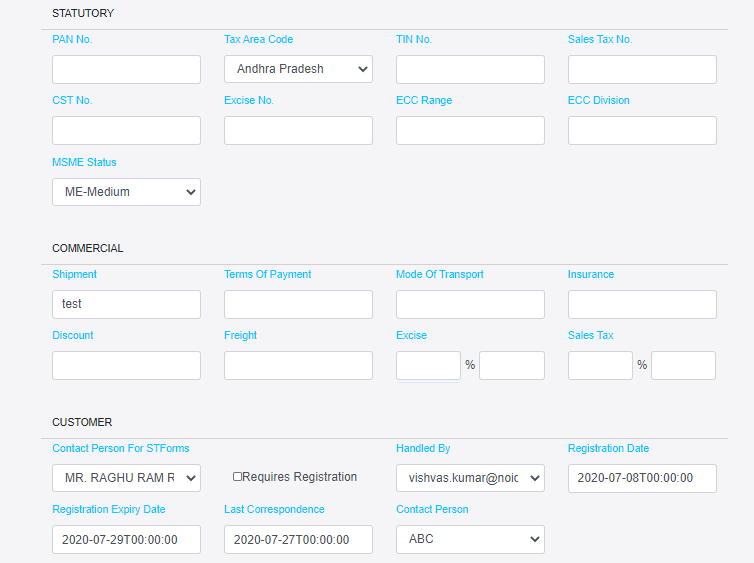 STATUTORY
PAN No. Tax Area Code TIN No. Sales Tax No.
Andhra Pradesh
CST No. Excise No. ECC Range ECC Division
MSME Status
ME-Medium
COMMERCIAL
Shipment Terms Of Payment Mode Of Transport Insurance
test
Discount Freight Excise Sales Tax
% %
CUSTOMER
Contact Person For STForms Handled By Registration Date
MR. RAGHU RAM R Requires Registration vishvas.kumar@noic 2020-07-08T00:00:00
Registration Expiry Date Last Correspondence Contact Person
2020-07-29T00:00:00 2020-07-27T00:00:00 ABC